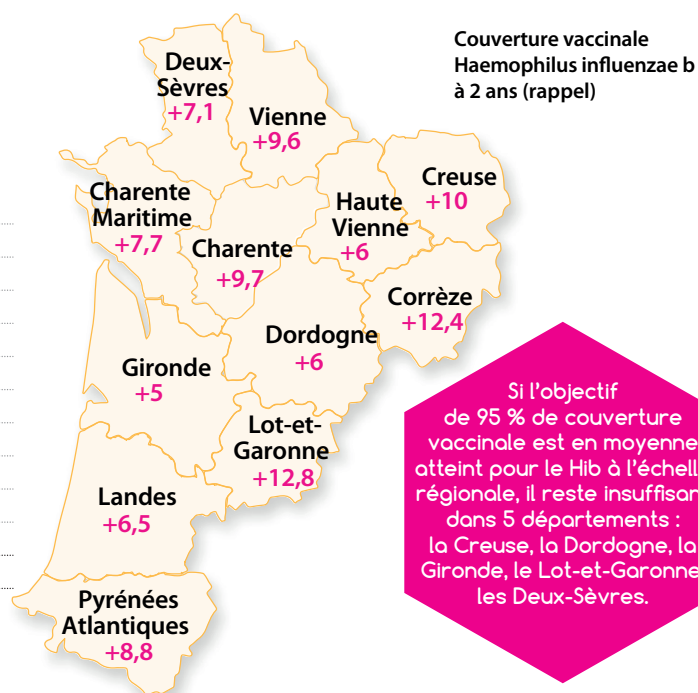 Couverture vaccinale
Haemophilus influenzae b
à 2 ans (rappel)
Deux-
Sèvres
+7,1
Vienne
+9,6
Charente
Maritime
+7,7
Charente
+9,7
Haute
Vienne
+6
Creuse
+10
Corrèze
+12,4
Dordogne
+6
Gironde
+5
Lot-et-
Garonne
+12,8
Landes
+6,5
Pyrénées
Atlantiques
+8,8
Si l'objectif
de 95 % de couverture
vaccinale est en moyenne
atteint pour le Hib à l'échell
régionale, il reste insuffisan
dans 5 départements :
la Creuse, la Dordogne, la
Gironde, le Lot-et-Garonne
les Deux-Sèvres.